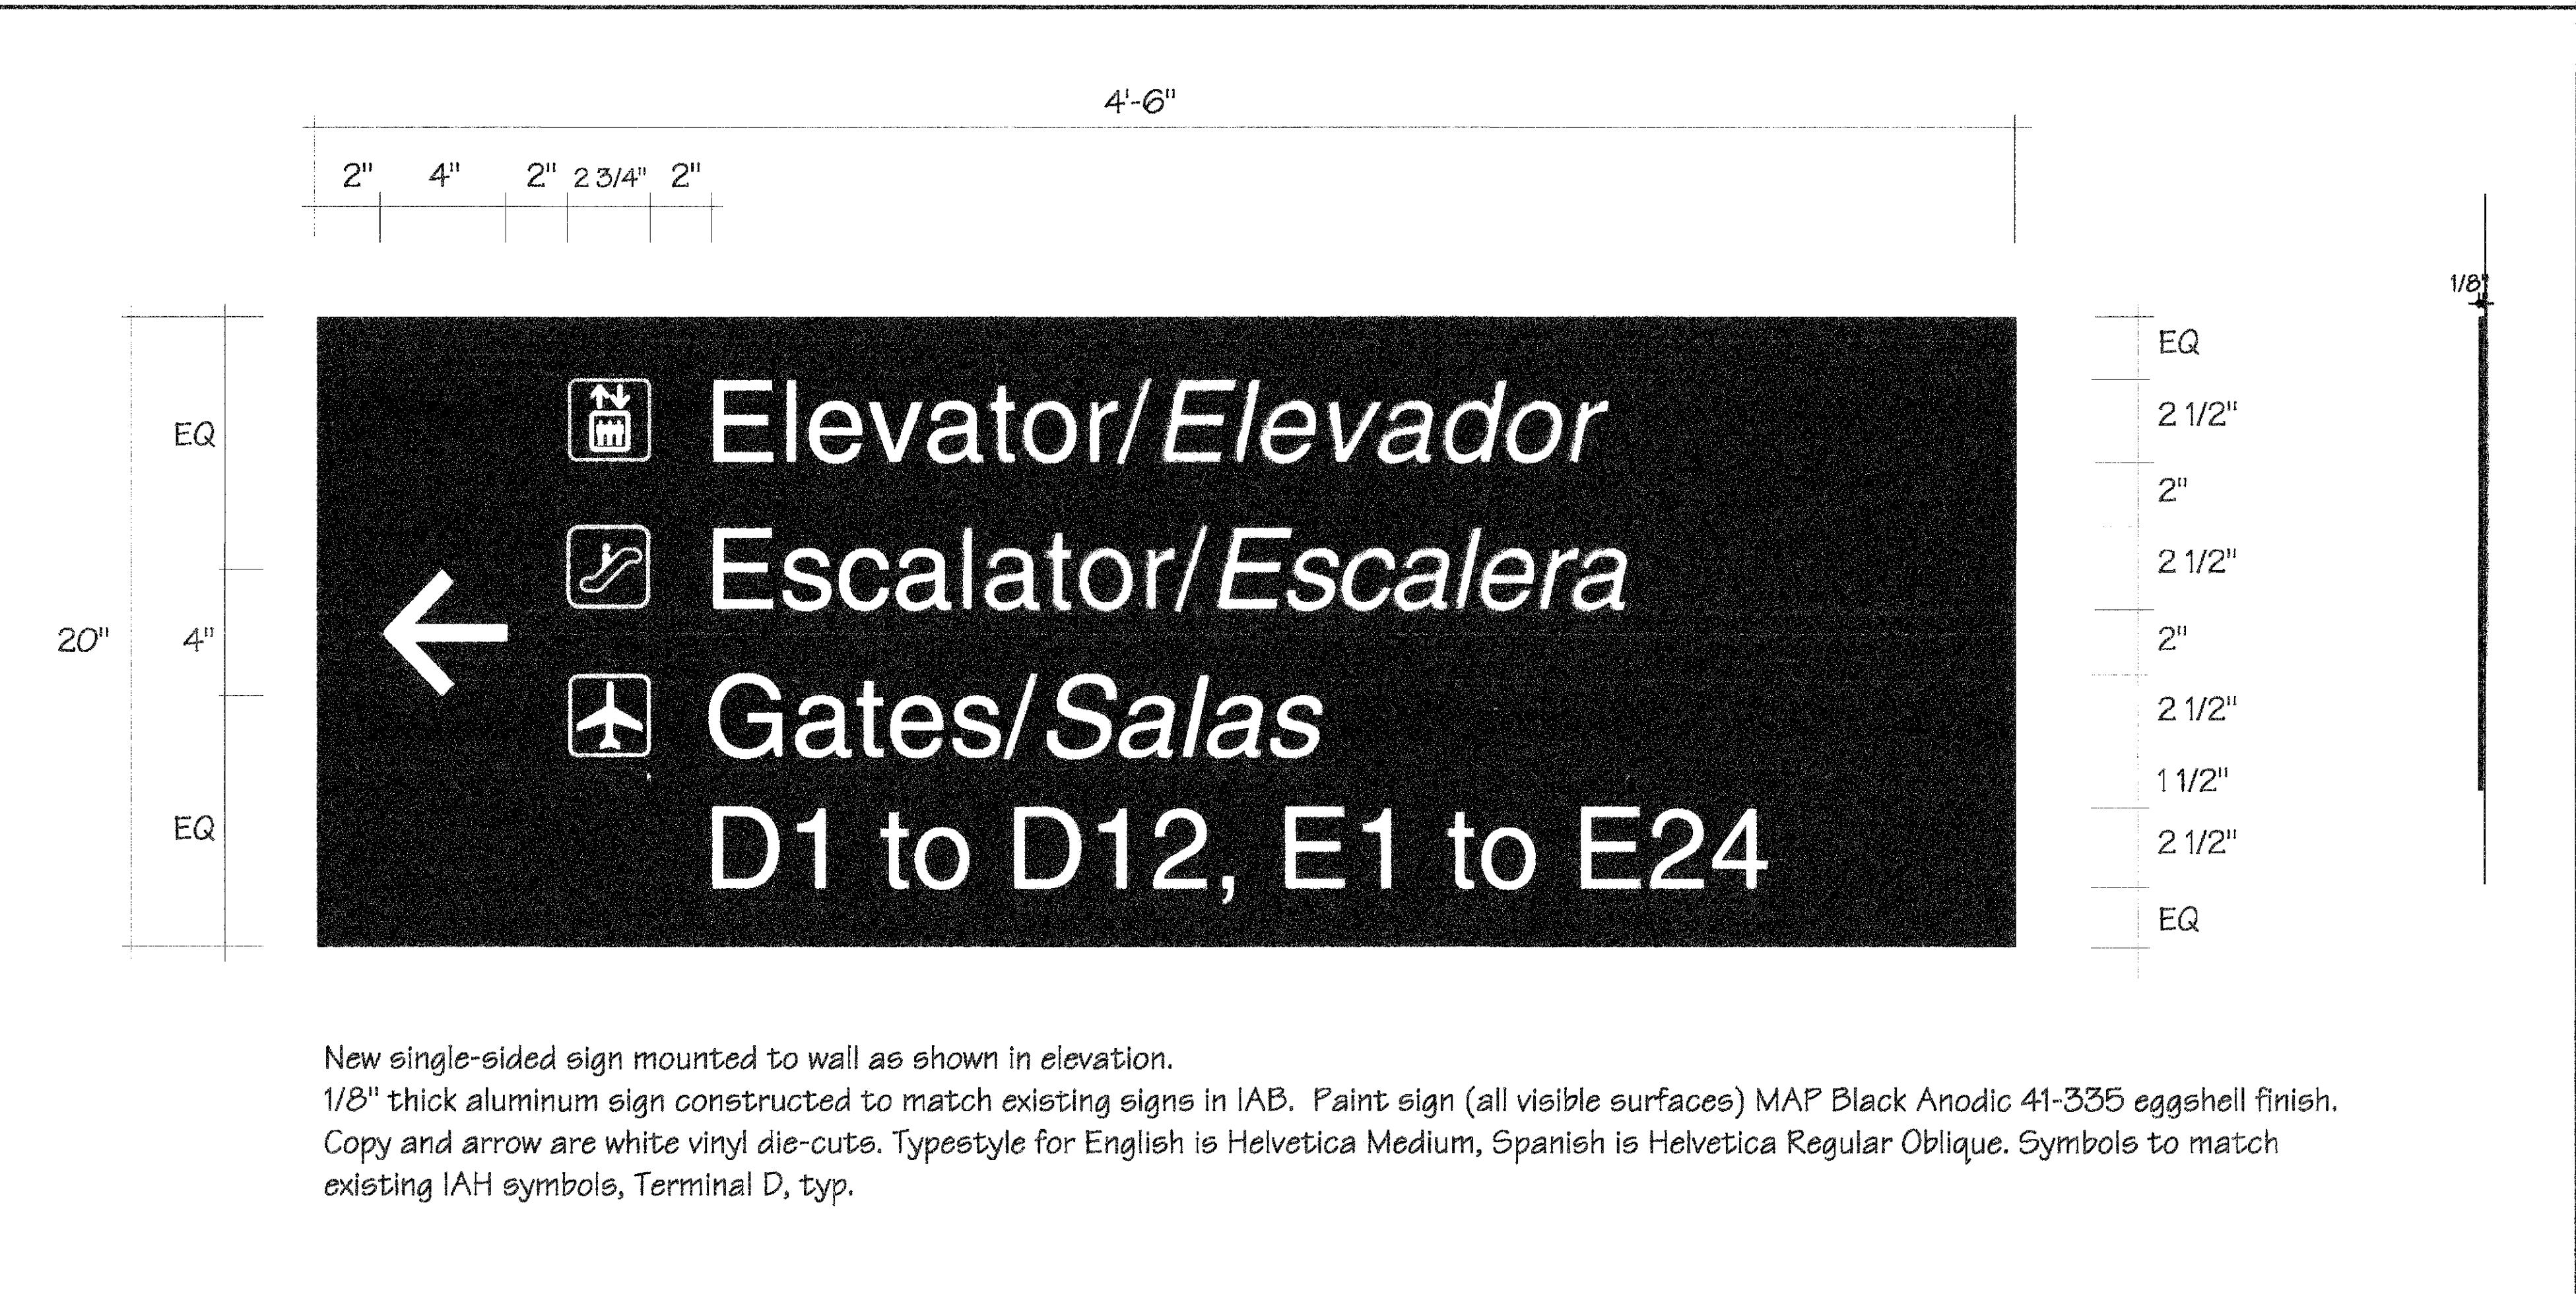 4'-6"
2" 4" 2" 2 3/4" 2"
1/8"
EQ
4"
EQ
20"
Elevator/Elevador
Escalator/Escalera
Gates/Salas
D1 to D12, E1 to E24
EQ
2 1/2"
2"
2 1/2"
2"
2 1/2"
1 1/2"
2 1/2"
EQ
New single-sided sign mounted to wall as shown in elevation.
1/8" thick aluminum sign constructed to match existing signs in IAB. Paint sign (all visible surfaces) MAP Black Anodic 41-335 eggshell finish.
Copy and arrow are white vinyl die-cuts. Typestyle for English is Helvetica Medium, Spanish is Helvetica Regular Oblique. Symbols to match
existing IAH symbols, Terminal D, typ.